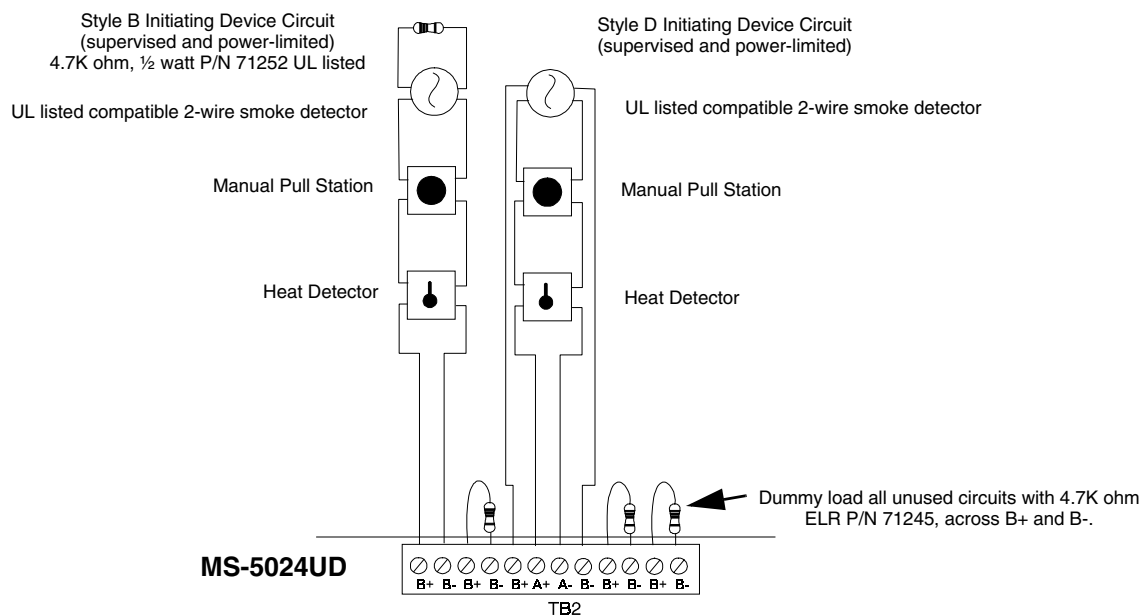 Style B Initiating Device Circuit
(supervised and power-limited)
4.7K ohm, ½ watt P/N 71252 UL listed
Style D Initiating Device Circuit
(supervised and power-limited)
UL listed compatible 2-wire smoke detector
UL listed compatible 2-wire smoke detector
Manual Pull Station
Manual Pull Station
Heat Detector
Heat Detector
Dummy load all unused circuits with 4.7K ohm
ELR P/N 71245, across B+ and B-.
MS-5024UD
B+ B- B+ B- B+ A+ A- B- B+ B- B+ B-
TB2